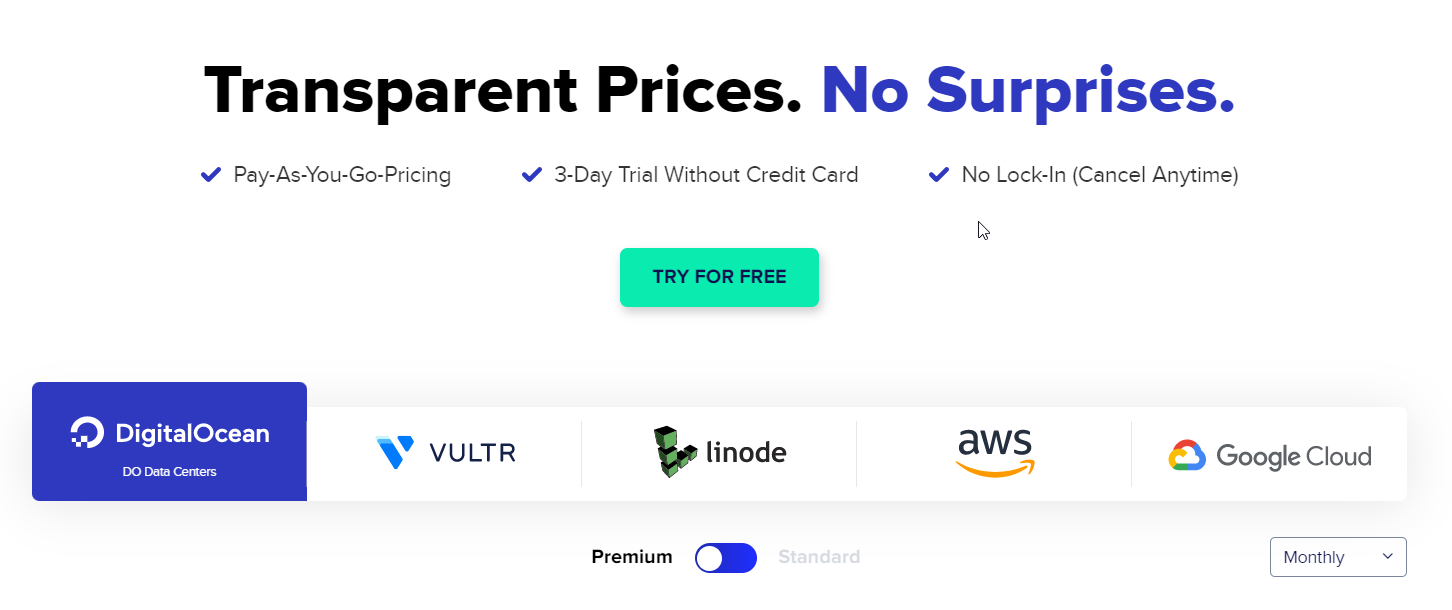 Transparent Prices. No Surprises.
Pay-As-You-Go-Pricing 3-Day Trial Without Credit Card No Lock-In (Cancel Anytime)
TRY FOR FREE
DigitalOcean
DO Data Centers
VULTR
linode
aws
Google Cloud
Premium Standard
Monthly